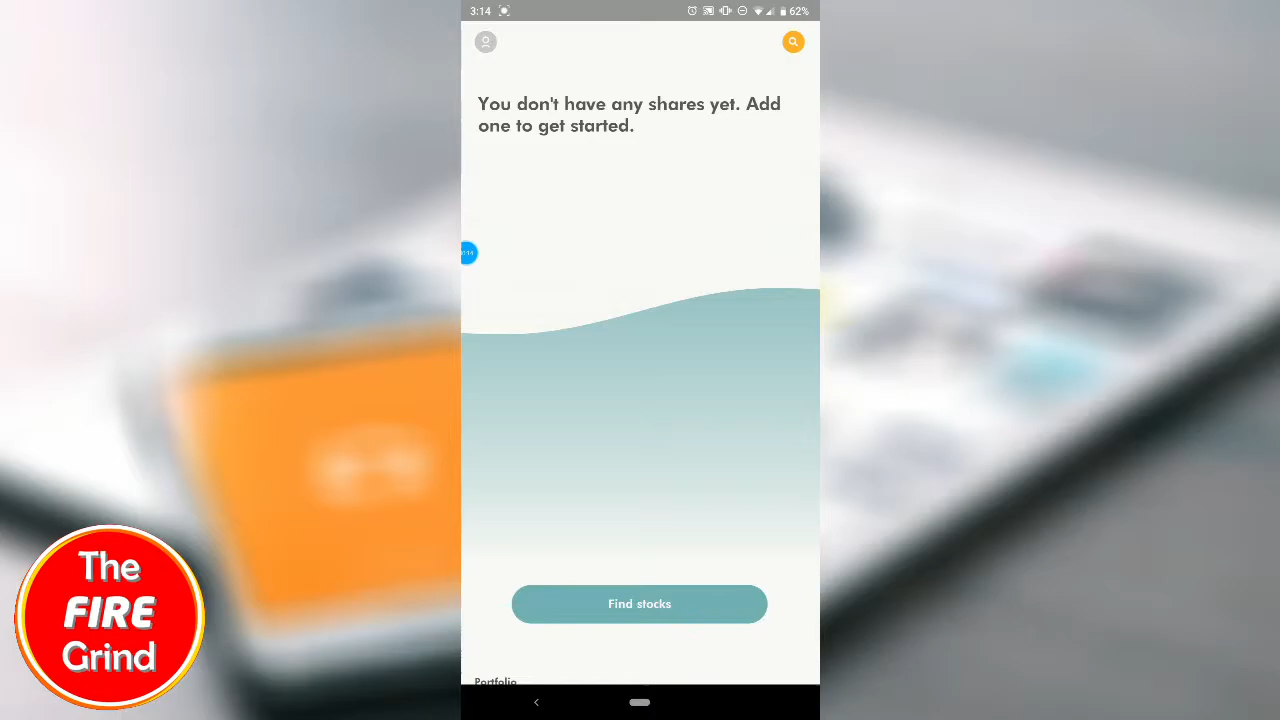 3:14
62%
You don't have any shares yet. Add
one to get started.
Find stocks
Portfolio
The
FIRE
Grind